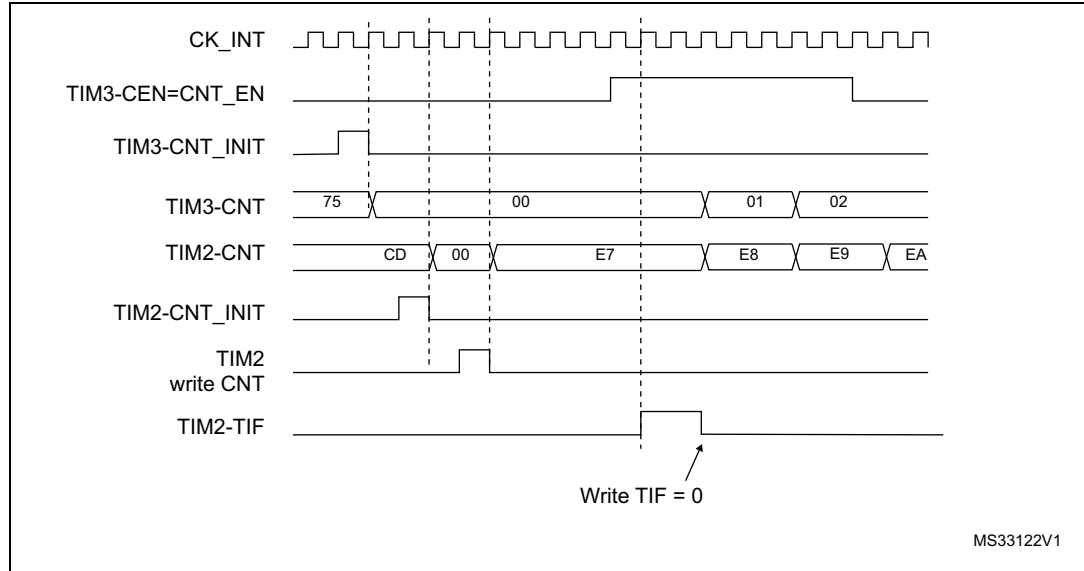 CK_INT
TIM3-CEN=CNT_EN
TIM3-CNT_INIT
TIM3-CNT
75 00 01 02
TIM2-CNT
CD 00 E7 E8 E9 EA
TIM2-CNT_INIT
TIM2
write CNT
TIM2-TIF
Write TIF = 0
MS33122V1